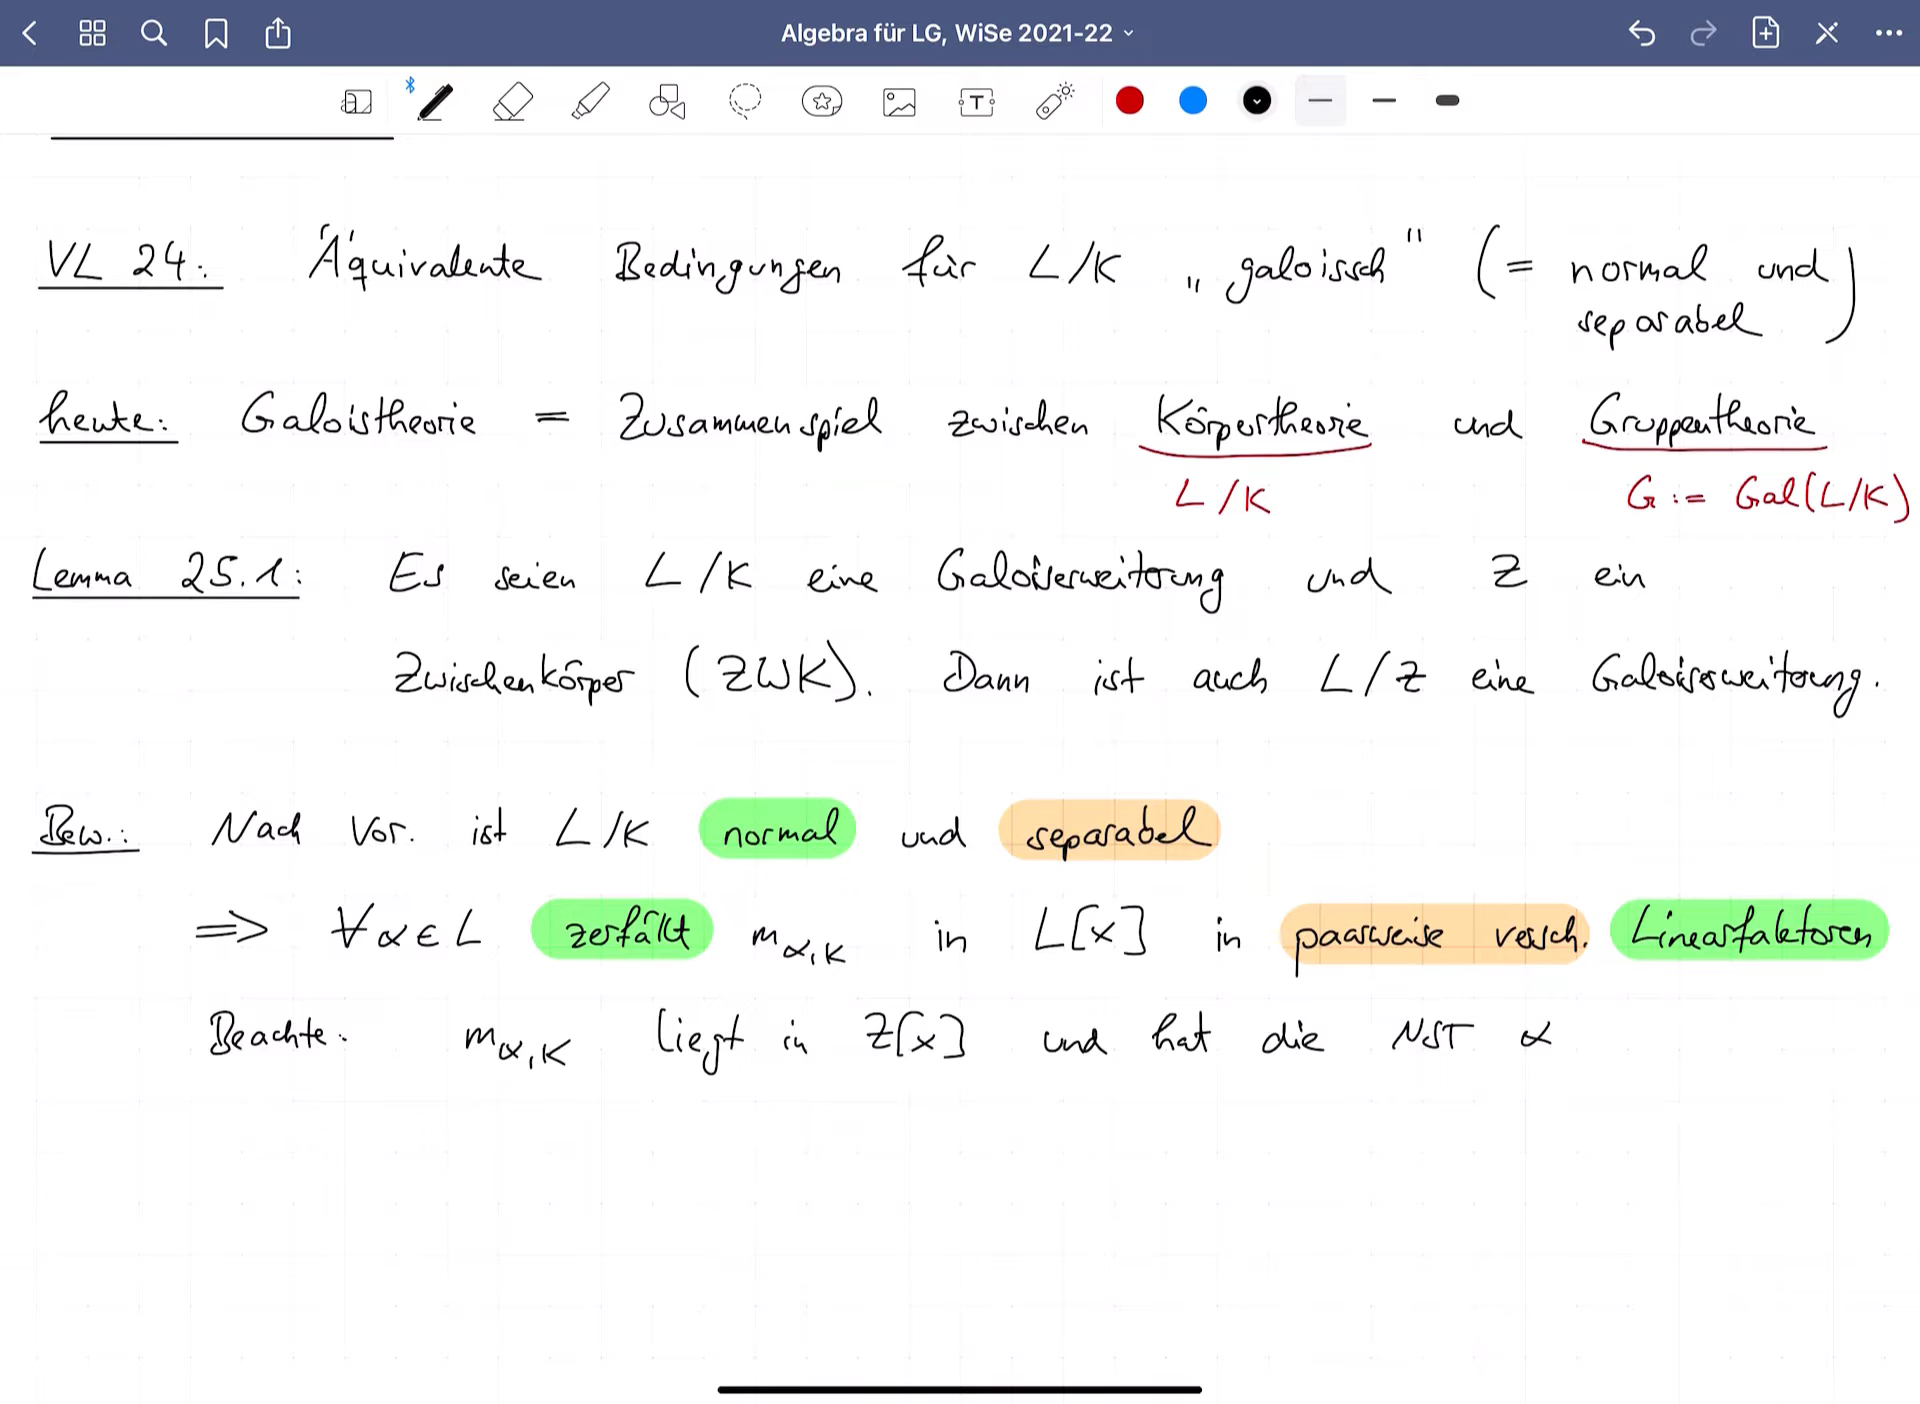 Algebra für LG, WiSe 2021-22
VL 24: Äquivalente Bedingungen für L/K „galoissch" (= normal und separabel)
heute: Galoistheorie = Zusammenspiel zwischen Körpertheorie und Gruppentheorie
L/K G := Gal(L/K)
Lemma 25.1: Es seien L/K eine Galoiserweiterung und Z ein
Zwischenkörper (ZWK). Dann ist auch L/Z eine Galoiserweiterung.
Bew.: Nach Vor. ist L/K normal und separabel
⇒ ∀ α ∈ L zerfällt m_{α,K} in L[x] in paarweise versch. Linearfaktoren
Beachte: m_{α,K} liegt in Z[x] und hat die NST α